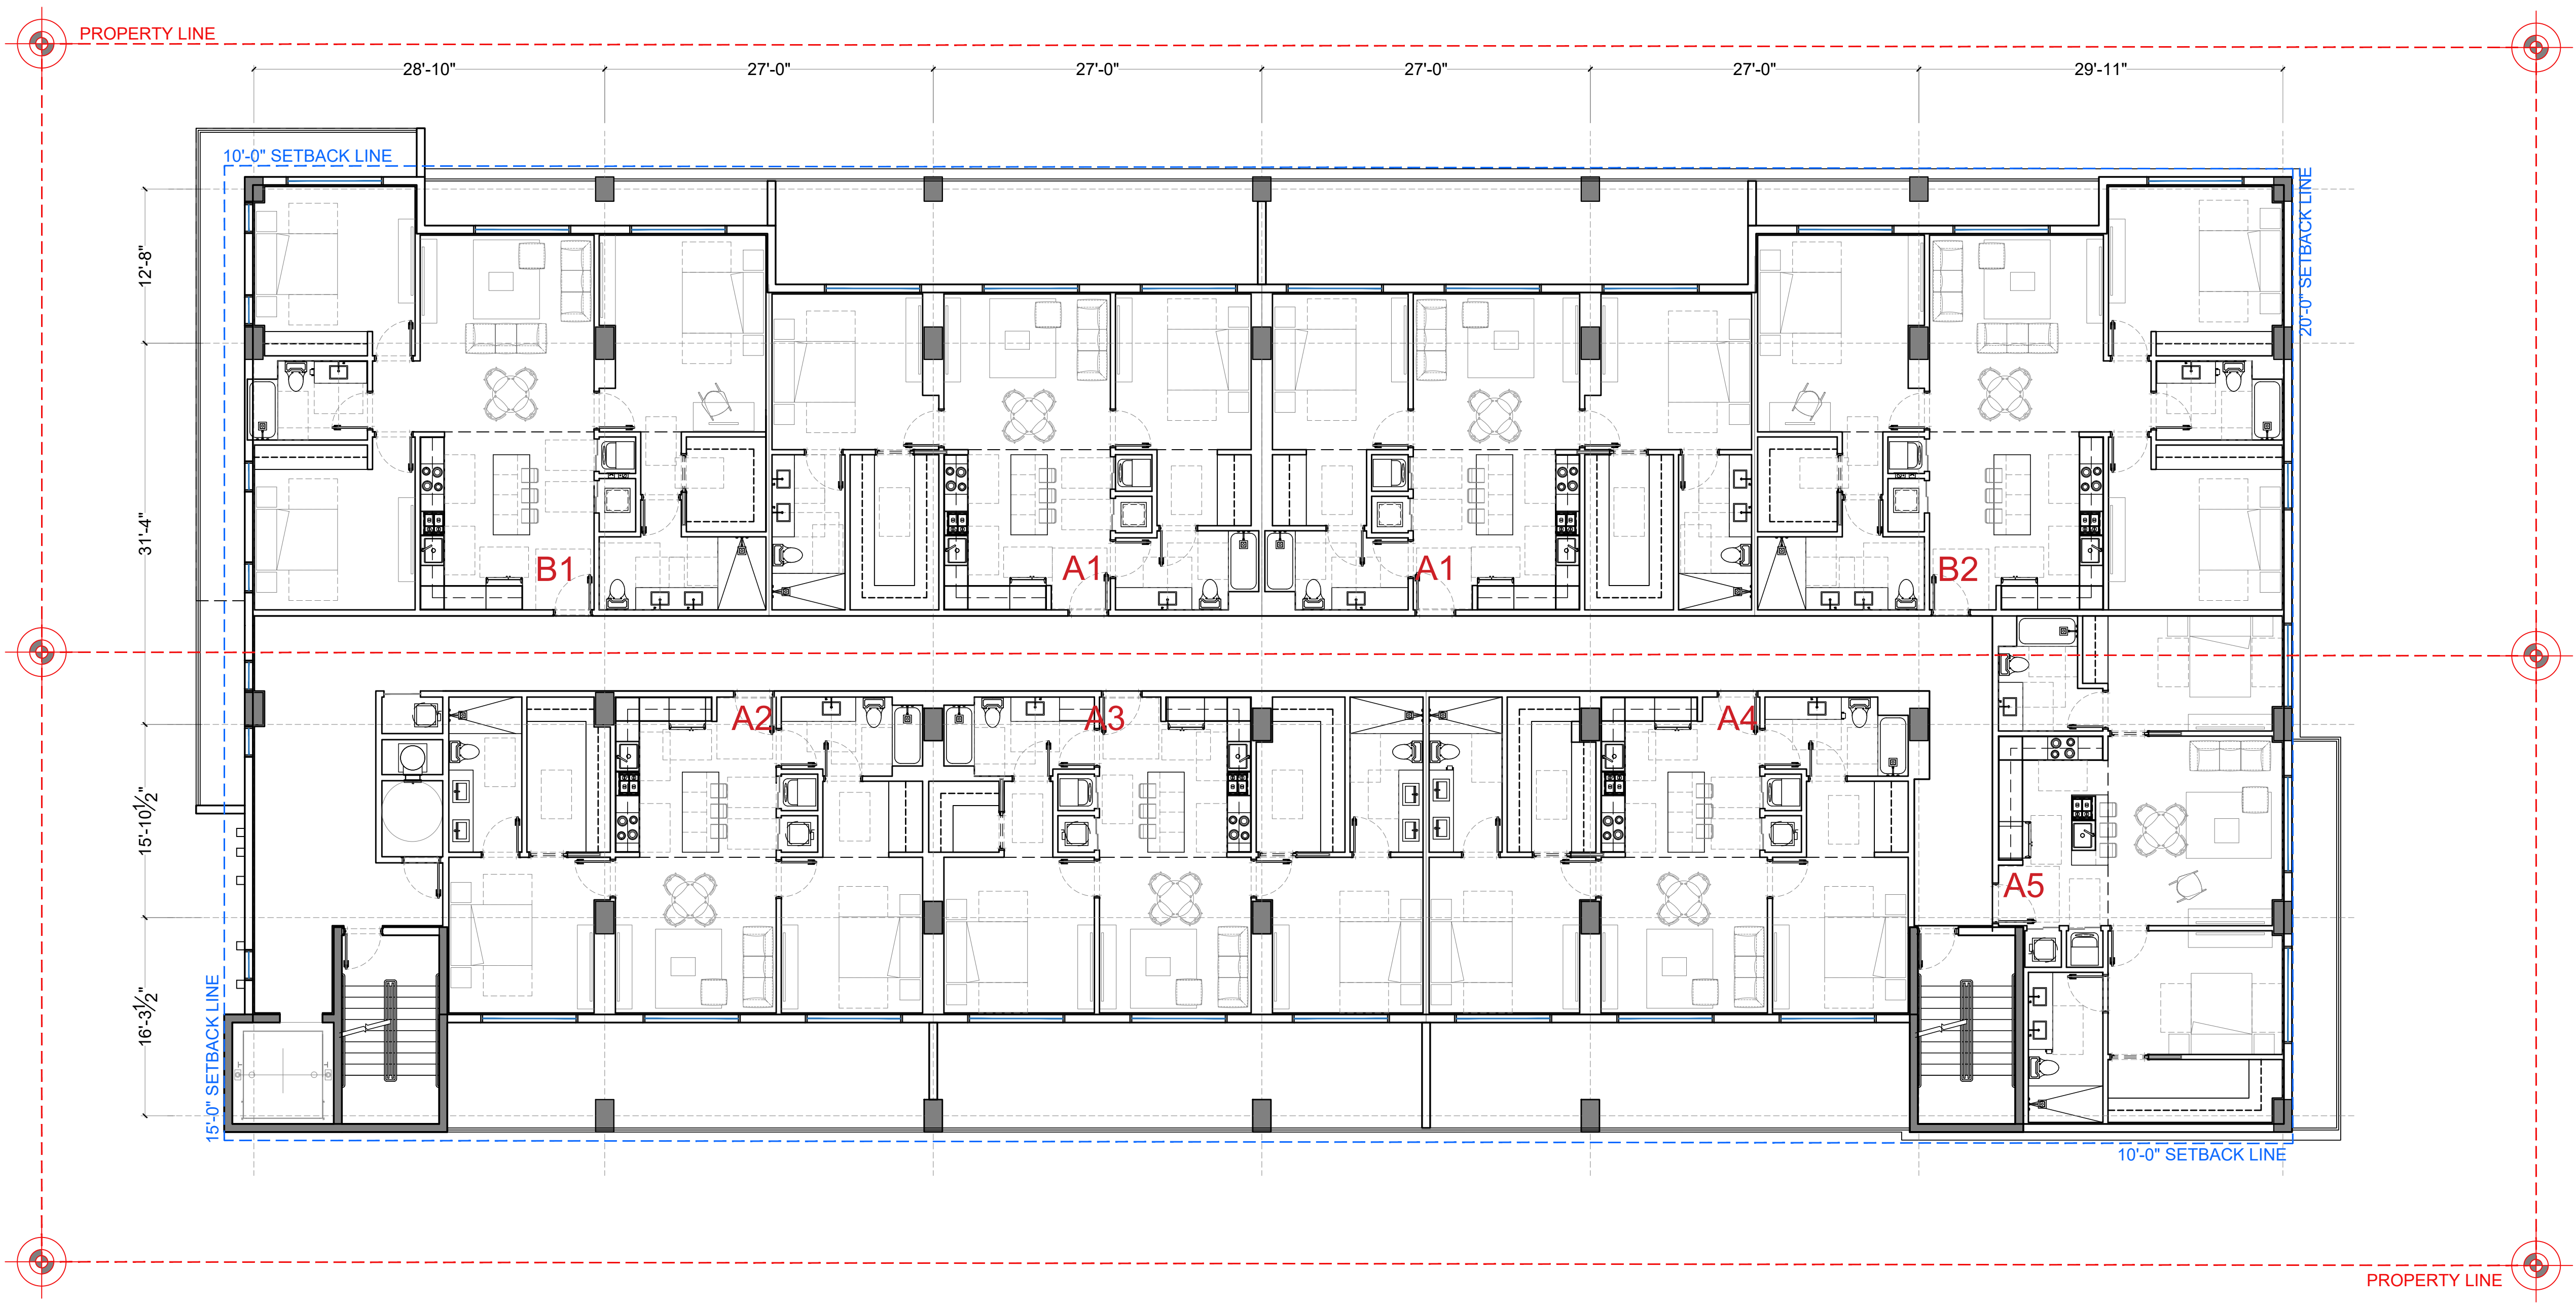 PROPERTY LINE
28'-10"
27'-0"
27'-0"
27'-0"
27'-0"
29'-11"
10'-0" SETBACK LINE
20'-0" SETBACK LINE
12'-8"
31'-4"
B1
A1
A1
B2
A2
A3
A4
A5
15'-10½"
16'-3½"
15'-0" SETBACK LINE
10'-0" SETBACK LINE
PROPERTY LINE